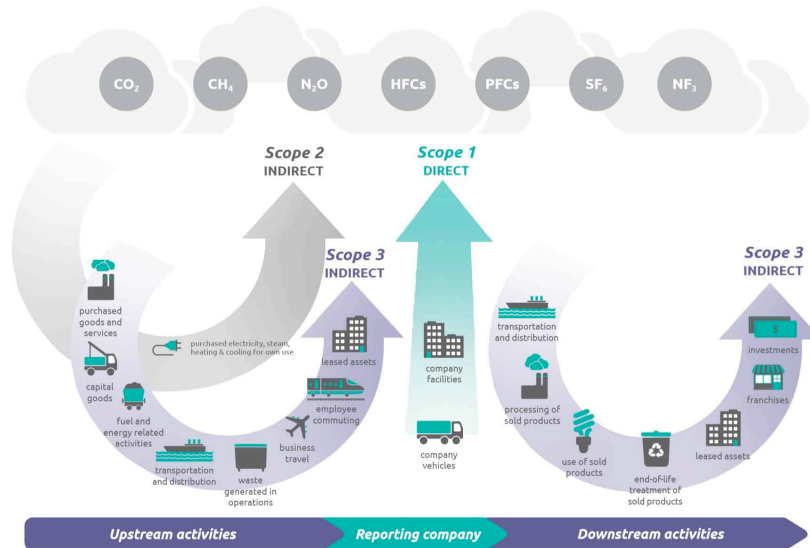 CO₂
CH₄
N₂O
HFCs
PFCs
SF₆
NF₃
Scope 2
INDIRECT
Scope 1
DIRECT
Scope 3
INDIRECT
Scope 3
INDIRECT
purchased
goods and
services
capital
goods
fuel and
energy related
activities
transportation
and distribution
waste
generated in
operations
business
travel
employee
commuting
leased assets
purchased electricity, steam,
heating & cooling for own use
company
facilities
company
vehicles
transportation
and distribution
processing of
sold products
use of sold
products
end-of-life
treatment of
sold products
leased assets
franchises
$
investments
Upstream activities
Reporting company
Downstream activities